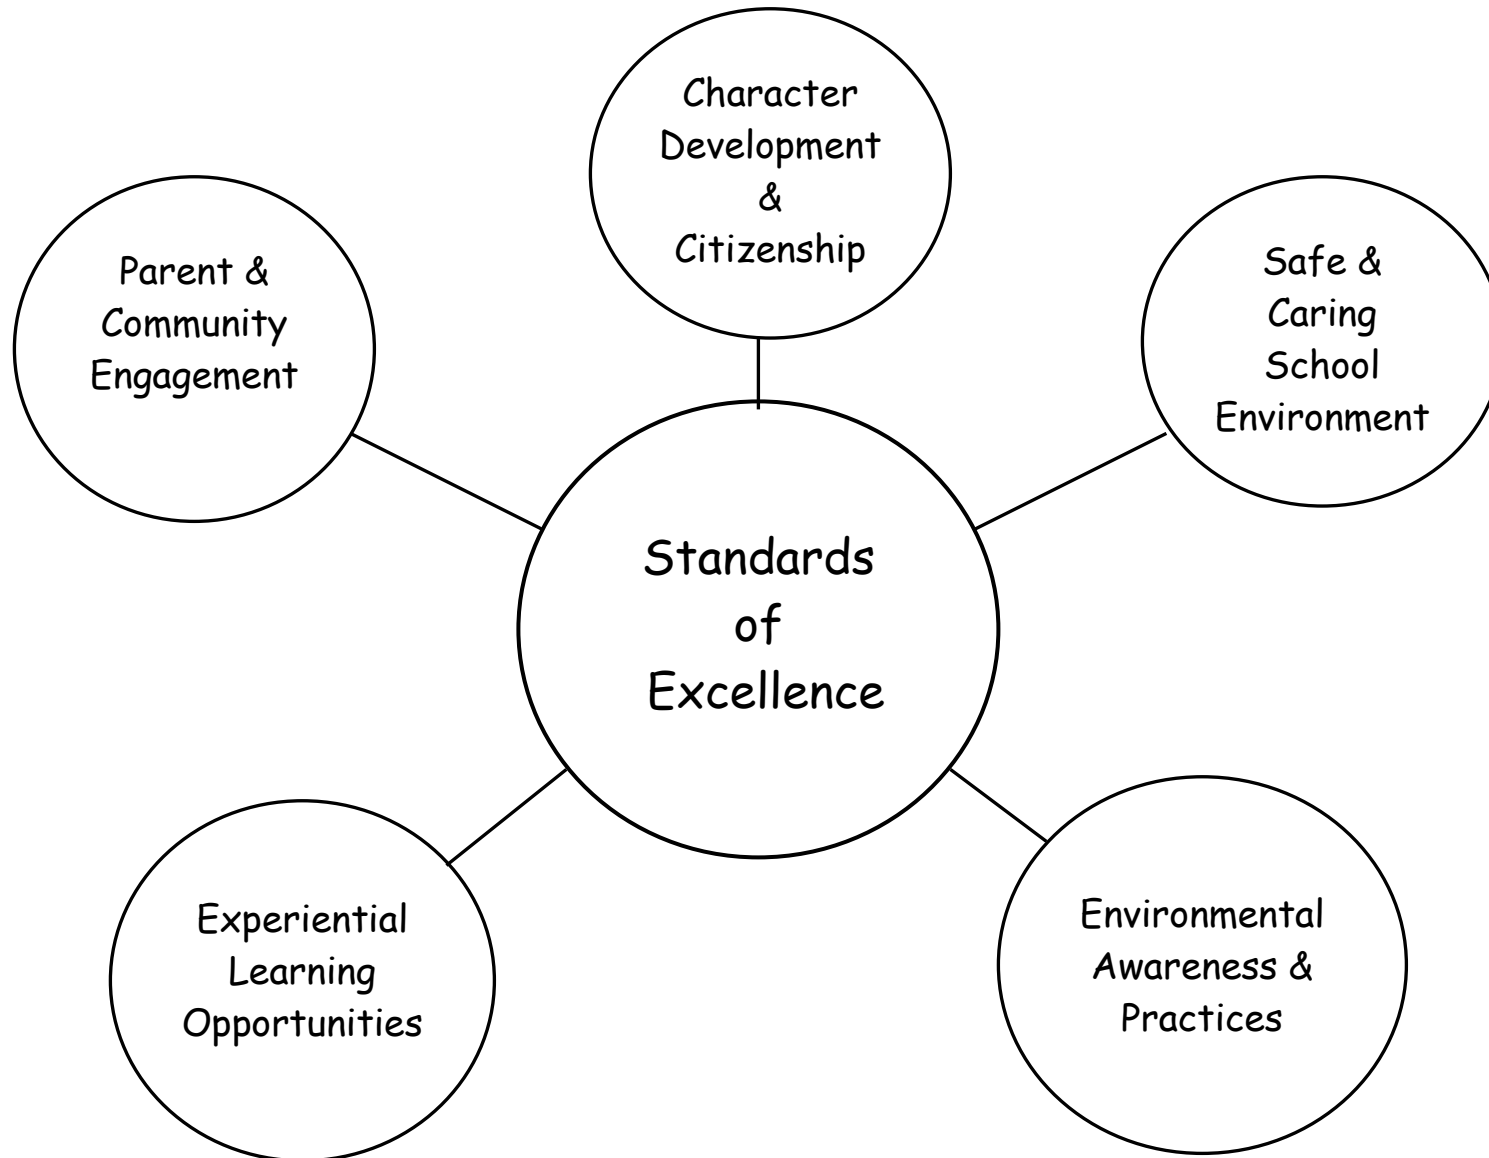 Character
Development
&
Citizenship
Parent &
Community
Engagement
Safe &
Caring
School
Environment
Standards
of
Excellence
Experiential
Learning
Opportunities
Environmental
Awareness &
Practices